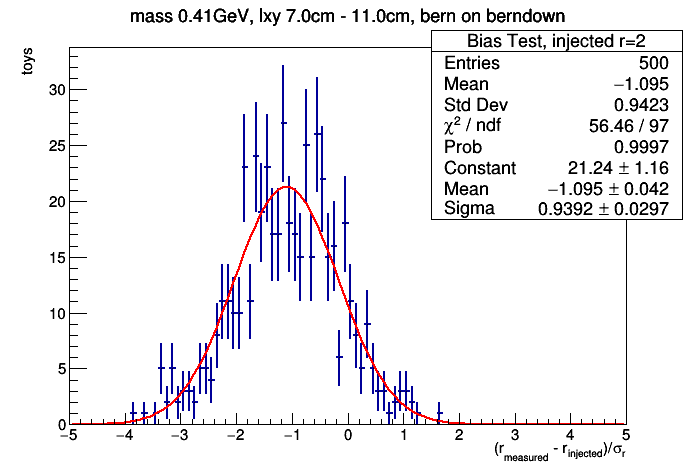 mass 0.41GeV, lxy 7.0cm - 11.0cm, bern on berndown
Bias Test, injected r=2
Entries 500
Mean −1.095
Std Dev 0.9423
χ² / ndf 56.46 / 97
Prob 0.9997
Constant 21.24 ± 1.16
Mean −1.095 ± 0.042
Sigma 0.9392 ± 0.0297
toys
30
25
20
15
10
5
0
−5 −4 −3 −2 −1 0 1 2 3 4 5
(r_measured - r_injected)/σ_r